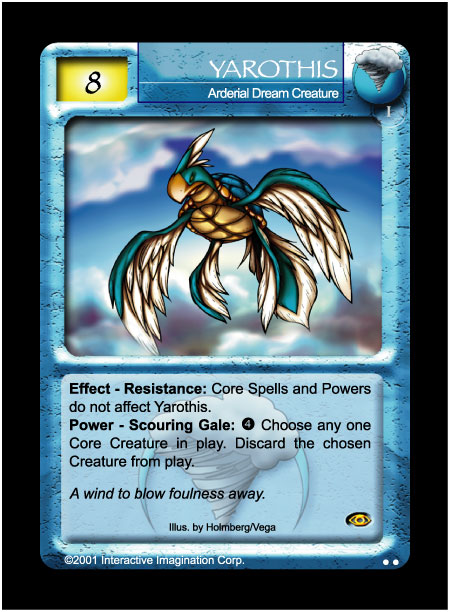 8
YAROTHIS
Arderial Dream Creature
1
Effect - Resistance: Core Spells and Powers
do not affect Yarothis.
Power - Scouring Gale: ❹ Choose any one
Core Creature in play. Discard the chosen
Creature from play.
A wind to blow foulness away.
Illus. by Holmberg/Vega
©2001 Interactive Imagination Corp.